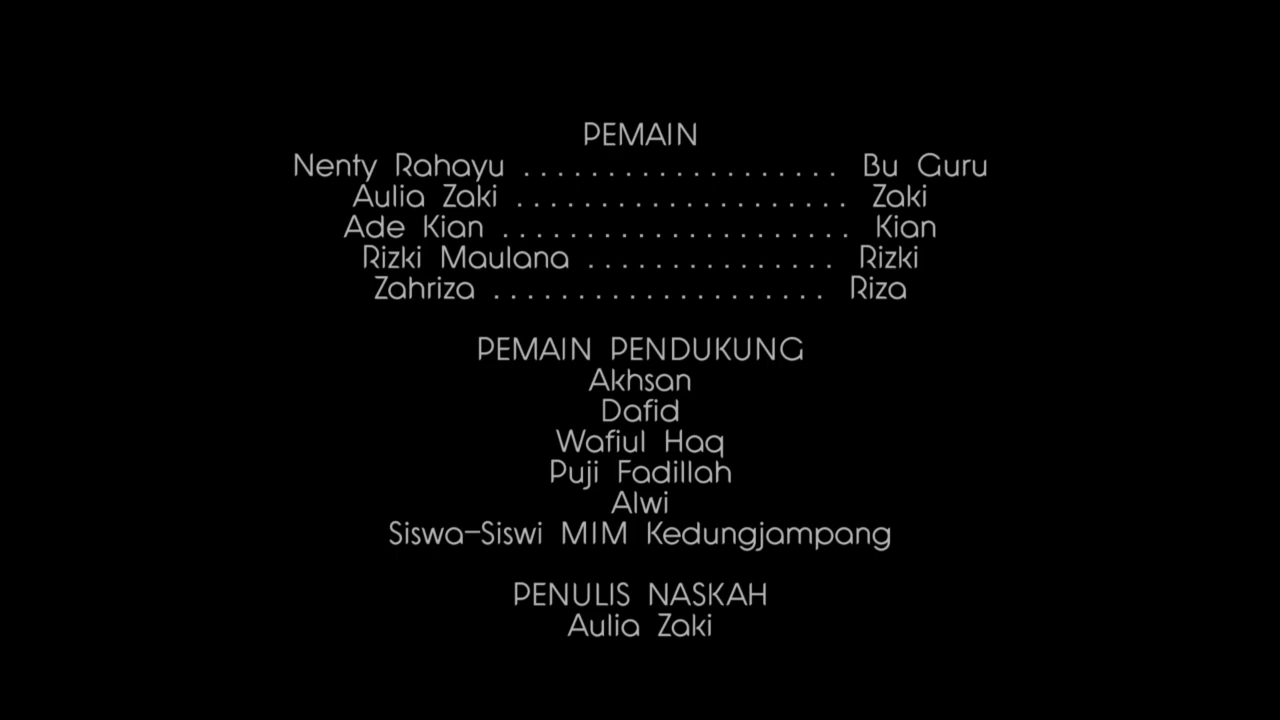 PEMAIN
Nenty Rahayu ................... Bu Guru
Aulia Zaki .................... Zaki
Ade Kian ..................... Kian
Rizki Maulana ............... Rizki
Zahriza .................... Riza
PEMAIN PENDUKUNG
Akhsan
Dafid
Wafiul Haq
Puji Fadillah
Alwi
Siswa-Siswi MIM Kedungjampang
PENULIS NASKAH
Aulia Zaki